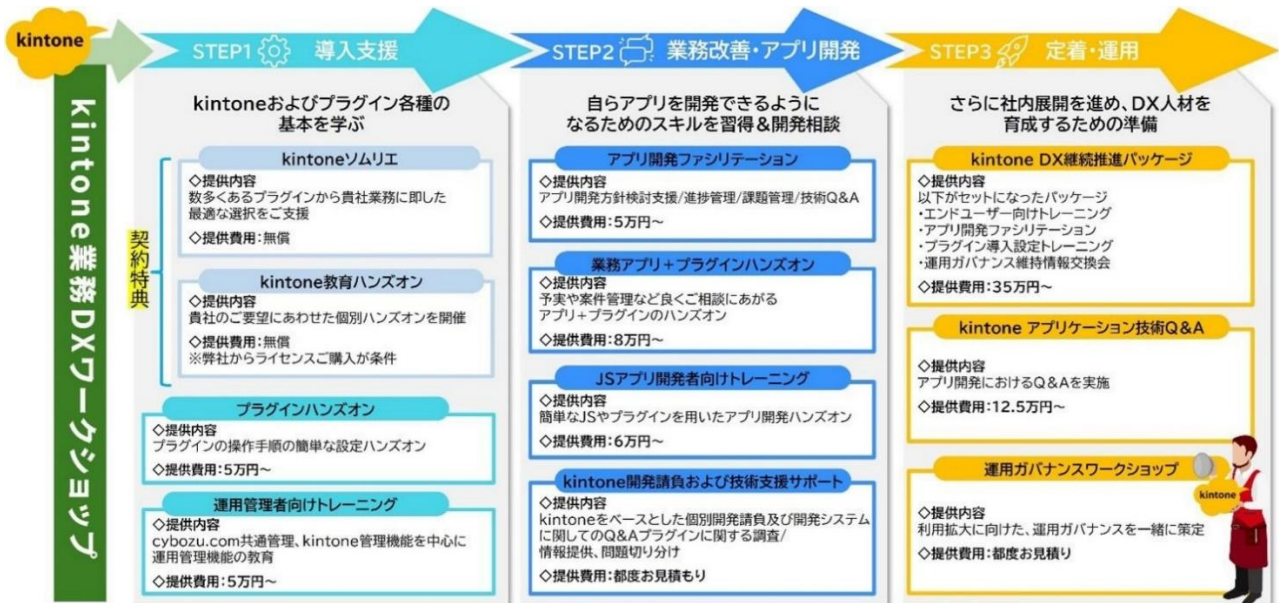 kintone
kintone業務DXワークショップ
STEP1 導入支援
kintoneおよびプラグイン各種の
基本を学ぶ
契約特典
kintoneソムリエ
◇提供内容
数多くあるプラグインから貴社業務に即した
最適な選択をご支援
◇提供費用:無償
kintone教育ハンズオン
◇提供内容
貴社のご要望にあわせた個別ハンズオンを開催
◇提供費用:無償
※弊社からライセンスご購入が条件
プラグインハンズオン
◇提供内容
プラグインの操作手順の簡単な設定ハンズオン
◇提供費用:5万円～
運用管理者向けトレーニング
◇提供内容
cybozu.com共通管理、kintone管理機能を中心に
運用管理機能の教育
◇提供費用:5万円～
STEP2 業務改善・アプリ開発
自らアプリを開発できるように
なるためのスキルを習得&開発相談
アプリ開発ファシリテーション
◇提供内容
アプリ開発方針検討支援/進捗管理/課題管理/技術Q&A
◇提供費用:5万円～
業務アプリ+プラグインハンズオン
◇提供内容
予実や案件管理など良くご相談にあがる
アプリ+プラグインのハンズオン
◇提供費用:8万円～
JSアプリ開発者向けトレーニング
◇提供内容
簡単なJSやプラグインを用いたアプリ開発ハンズオン
◇提供費用:6万円～
kintone開発請負および技術支援サポート
◇提供内容
kintoneをベースとした個別開発請負及び開発システム
に関してのQ&Aプラグインに関する調査/
情報提供、問題切り分け
◇提供費用:都度お見積もり
STEP3 定着・運用
さらに社内展開を進め、DX人材を
育成するための準備
kintone DX継続推進パッケージ
◇提供内容
以下がセットになったパッケージ
・エンドユーザー向けトレーニング
・アプリ開発ファシリテーション
・プラグイン導入設定トレーニング
・運用ガバナンス維持情報交換会
◇提供費用:35万円～
kintone アプリケーション技術Q&A
◇提供内容
アプリ開発におけるQ&Aを実施
◇提供費用:12.5万円～
運用ガバナンスワークショップ
◇提供内容
利用拡大に向けた、運用ガバナンスを一緒に策定
◇提供費用:都度お見積り
kintone